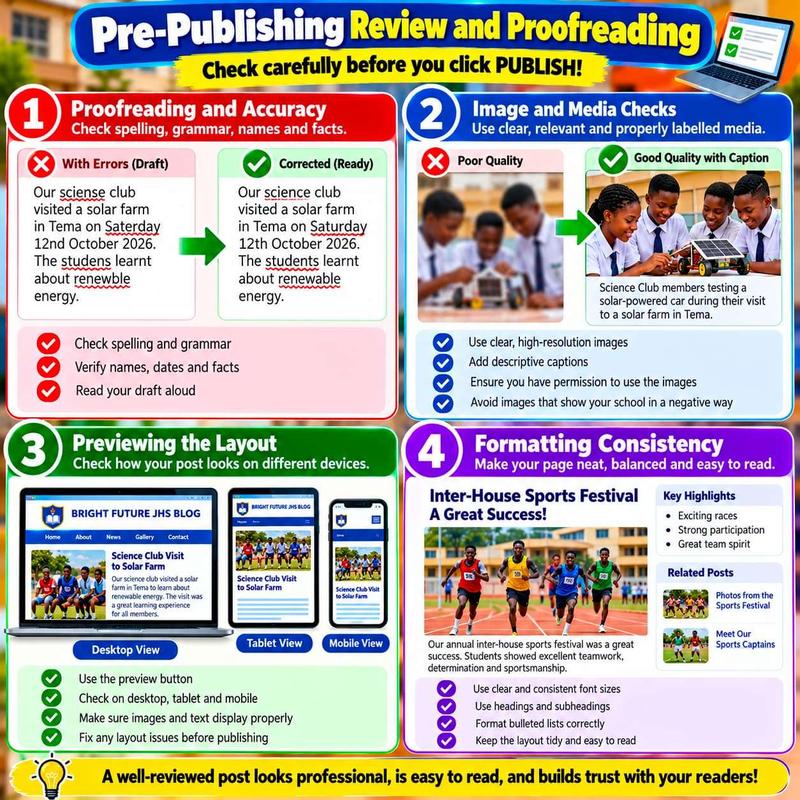 Pre-Publishing Review and Proofreading
Check carefully before you click PUBLISH!
1 Proofreading and Accuracy
Check spelling, grammar, names and facts.
With Errors (Draft)
Our sciense club
visited a solar farm
in Tema on Saterday
12nd October 2026.
The studens learnt
about renewble
energy.
Corrected (Ready)
Our science club
visited a solar farm
in Tema on Saturday
12th October 2026.
The students learnt
about renewable
energy.
Check spelling and grammar
Verify names, dates and facts
Read your draft aloud
2 Image and Media Checks
Use clear, relevant and properly labelled media.
Poor Quality
Good Quality with Caption
Science Club members testing a
solar-powered car during their visit
to a solar farm in Tema.
Use clear, high-resolution images
Add descriptive captions
Ensure you have permission to use the images
Avoid images that show your school in a negative way
3 Previewing the Layout
Check how your post looks on different devices.
BRIGHT FUTURE JHS BLOG
Home About News Gallery Contact
Science Club Visit
to Solar Farm
Our science club visited a solar
farm in Tema to learn about
renewable energy. The visit was
a great learning experience
for all members.
Desktop View
BRIGHT FUTURE JHS BLOG
Science Club Visit
to Solar Farm
Tablet View
Science Club Visit
to Solar Farm
Mobile View
Use the preview button
Check on desktop, tablet and mobile
Make sure images and text display properly
Fix any layout issues before publishing
4 Formatting Consistency
Make your page neat, balanced and easy to read.
Inter-House Sports Festival
A Great Success!
Our annual inter-house sports festival was a great
success. Students showed excellent teamwork,
determination and sportsmanship.
Key Highlights
• Exciting races
• Strong participation
• Great team spirit
Related Posts
Photos from the
Sports Festival
Meet Our
Sports Captains
Use clear and consistent font sizes
Use headings and subheadings
Format bulleted lists correctly
Keep the layout tidy and easy to read
A well-reviewed post looks professional, is easy to read, and builds trust with your readers!